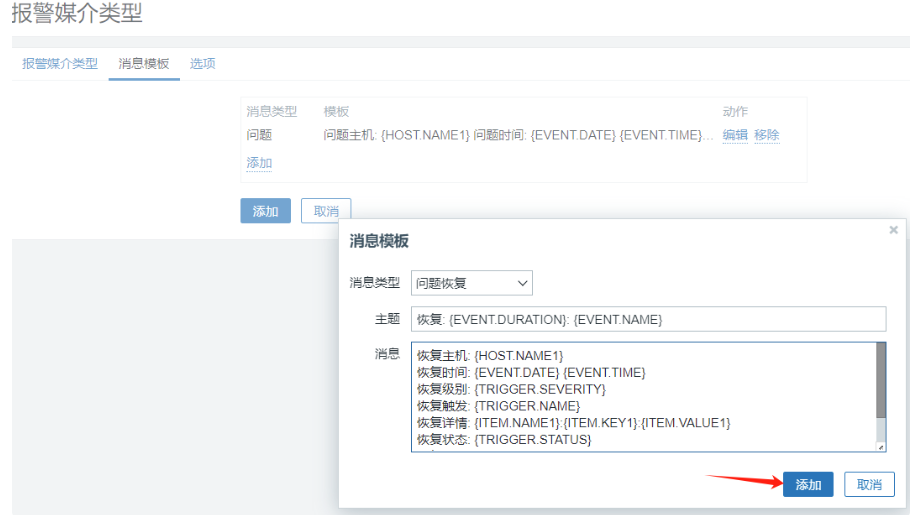 报警媒介类型
报警媒介类型 消息模板 选项
消息类型 模板 动作
问题 问题主机: {HOST.NAME1} 问题时间: {EVENT.DATE} {EVENT.TIME}... 编辑 移除
添加
添加 取消
消息模板
消息类型 问题恢复
主题 恢复: {EVENT.DURATION}: {EVENT.NAME}
消息 恢复主机: {HOST.NAME1}
恢复时间: {EVENT.DATE} {EVENT.TIME}
恢复级别: {TRIGGER.SEVERITY}
恢复触发: {TRIGGER.NAME}
恢复详情: {ITEM.NAME1}:{ITEM.KEY1}:{ITEM.VALUE1}
恢复状态: {TRIGGER.STATUS}
添加 取消